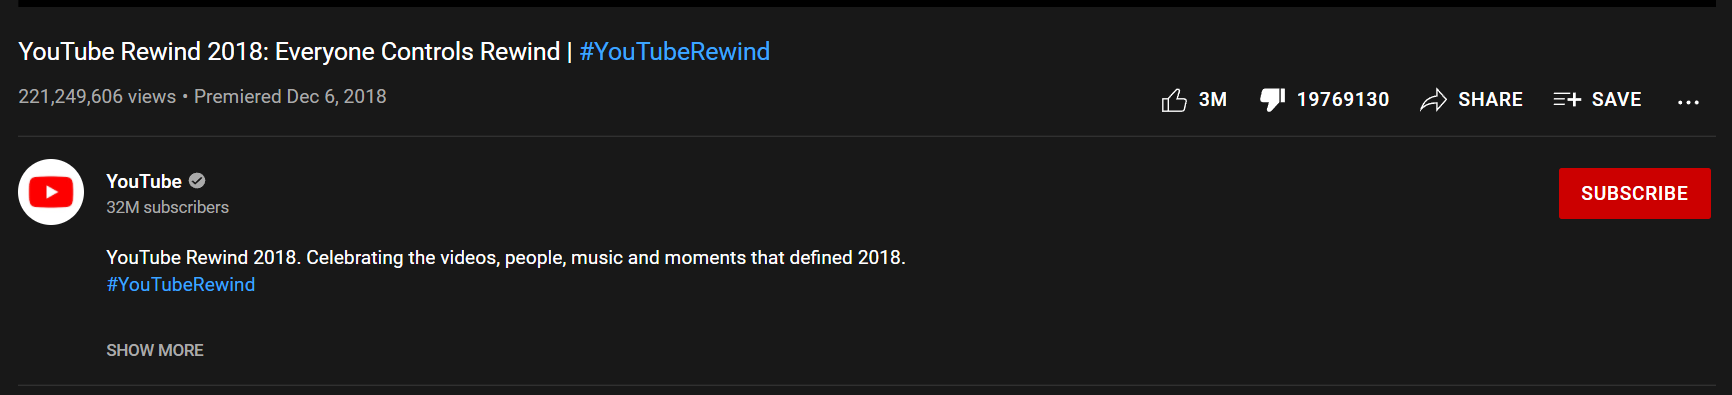 YouTube Rewind 2018: Everyone Controls Rewind | #YouTubeRewind
221,249,606 views • Premiered Dec 6, 2018
3M 19769130 SHARE SAVE ...
YouTube
32M subscribers
SUBSCRIBE
YouTube Rewind 2018. Celebrating the videos, people, music and moments that defined 2018.
#YouTubeRewind
SHOW MORE